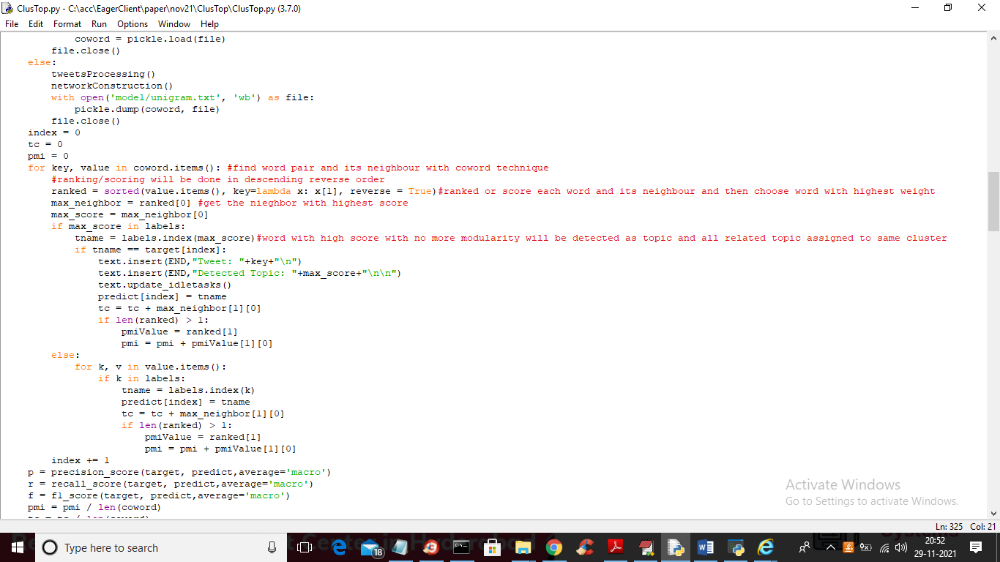 ClusTop.py - C:\acc\EagerClient\paper\nov21\ClusTop\ClusTop.py (3.7.0)
File Edit Format Run Options Window Help
            coword = pickle.load(file)
        file.close()
    else:
        tweetsProcessing()
        networkConstruction()
        with open('model/unigram.txt', 'wb') as file:
            pickle.dump(coword, file)
        file.close()
    index = 0
    tc = 0
    pmi = 0
    for key, value in coword.items(): #find word pair and its neighbour with coword technique
        #ranking/scoring will be done in descending reverse order
        ranked = sorted(value.items(), key=lambda x: x[1], reverse = True)#ranked or score each word and its neighbour and then choose word with highest weight
        max_neighbor = ranked[0] #get the nieghbor with highest score
        max_score = max_neighbor[0]
        if max_score in labels:
            tname = labels.index(max_score)#word with high score with no more modularity will be detected as topic and all related topic assigned to same cluster
            if tname == target[index]:
                text.insert(END,"Tweet: "+key+"\n")
                text.insert(END,"Detected Topic: "+max_score+"\n\n")
                text.update_idletasks()
                predict[index] = tname
                tc = tc + max_neighbor[1][0]
                if len(ranked) > 1:
                    pmiValue = ranked[1]
                    pmi = pmi + pmiValue[1][0]
        else:
            for k, v in value.items():
                if k in labels:
                    tname = labels.index(k)
                    predict[index] = tname
                    tc = tc + max_neighbor[1][0]
                    if len(ranked) > 1:
                        pmiValue = ranked[1]
                        pmi = pmi + pmiValue[1][0]
        index += 1
    p = precision_score(target, predict,average='macro')
    r = recall_score(target, predict,average='macro')
    f = f1_score(target, predict,average='macro')
    pmi = pmi / len(coword)
Activate Windows
Go to Settings to activate Windows.
Ln: 325 Col: 21
Type here to search
18
20:52
29-11-2021